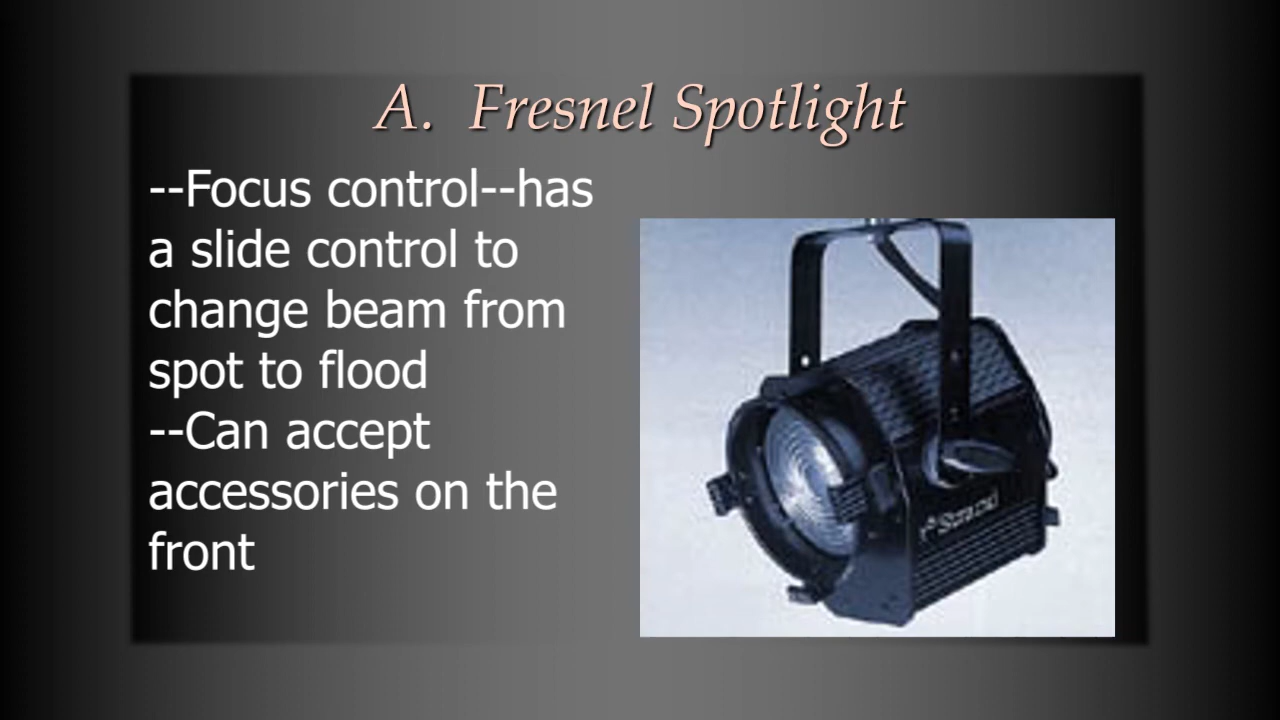 A. Fresnel Spotlight
--Focus control--has
a slide control to
change beam from
spot to flood
--Can accept
accessories on the
front